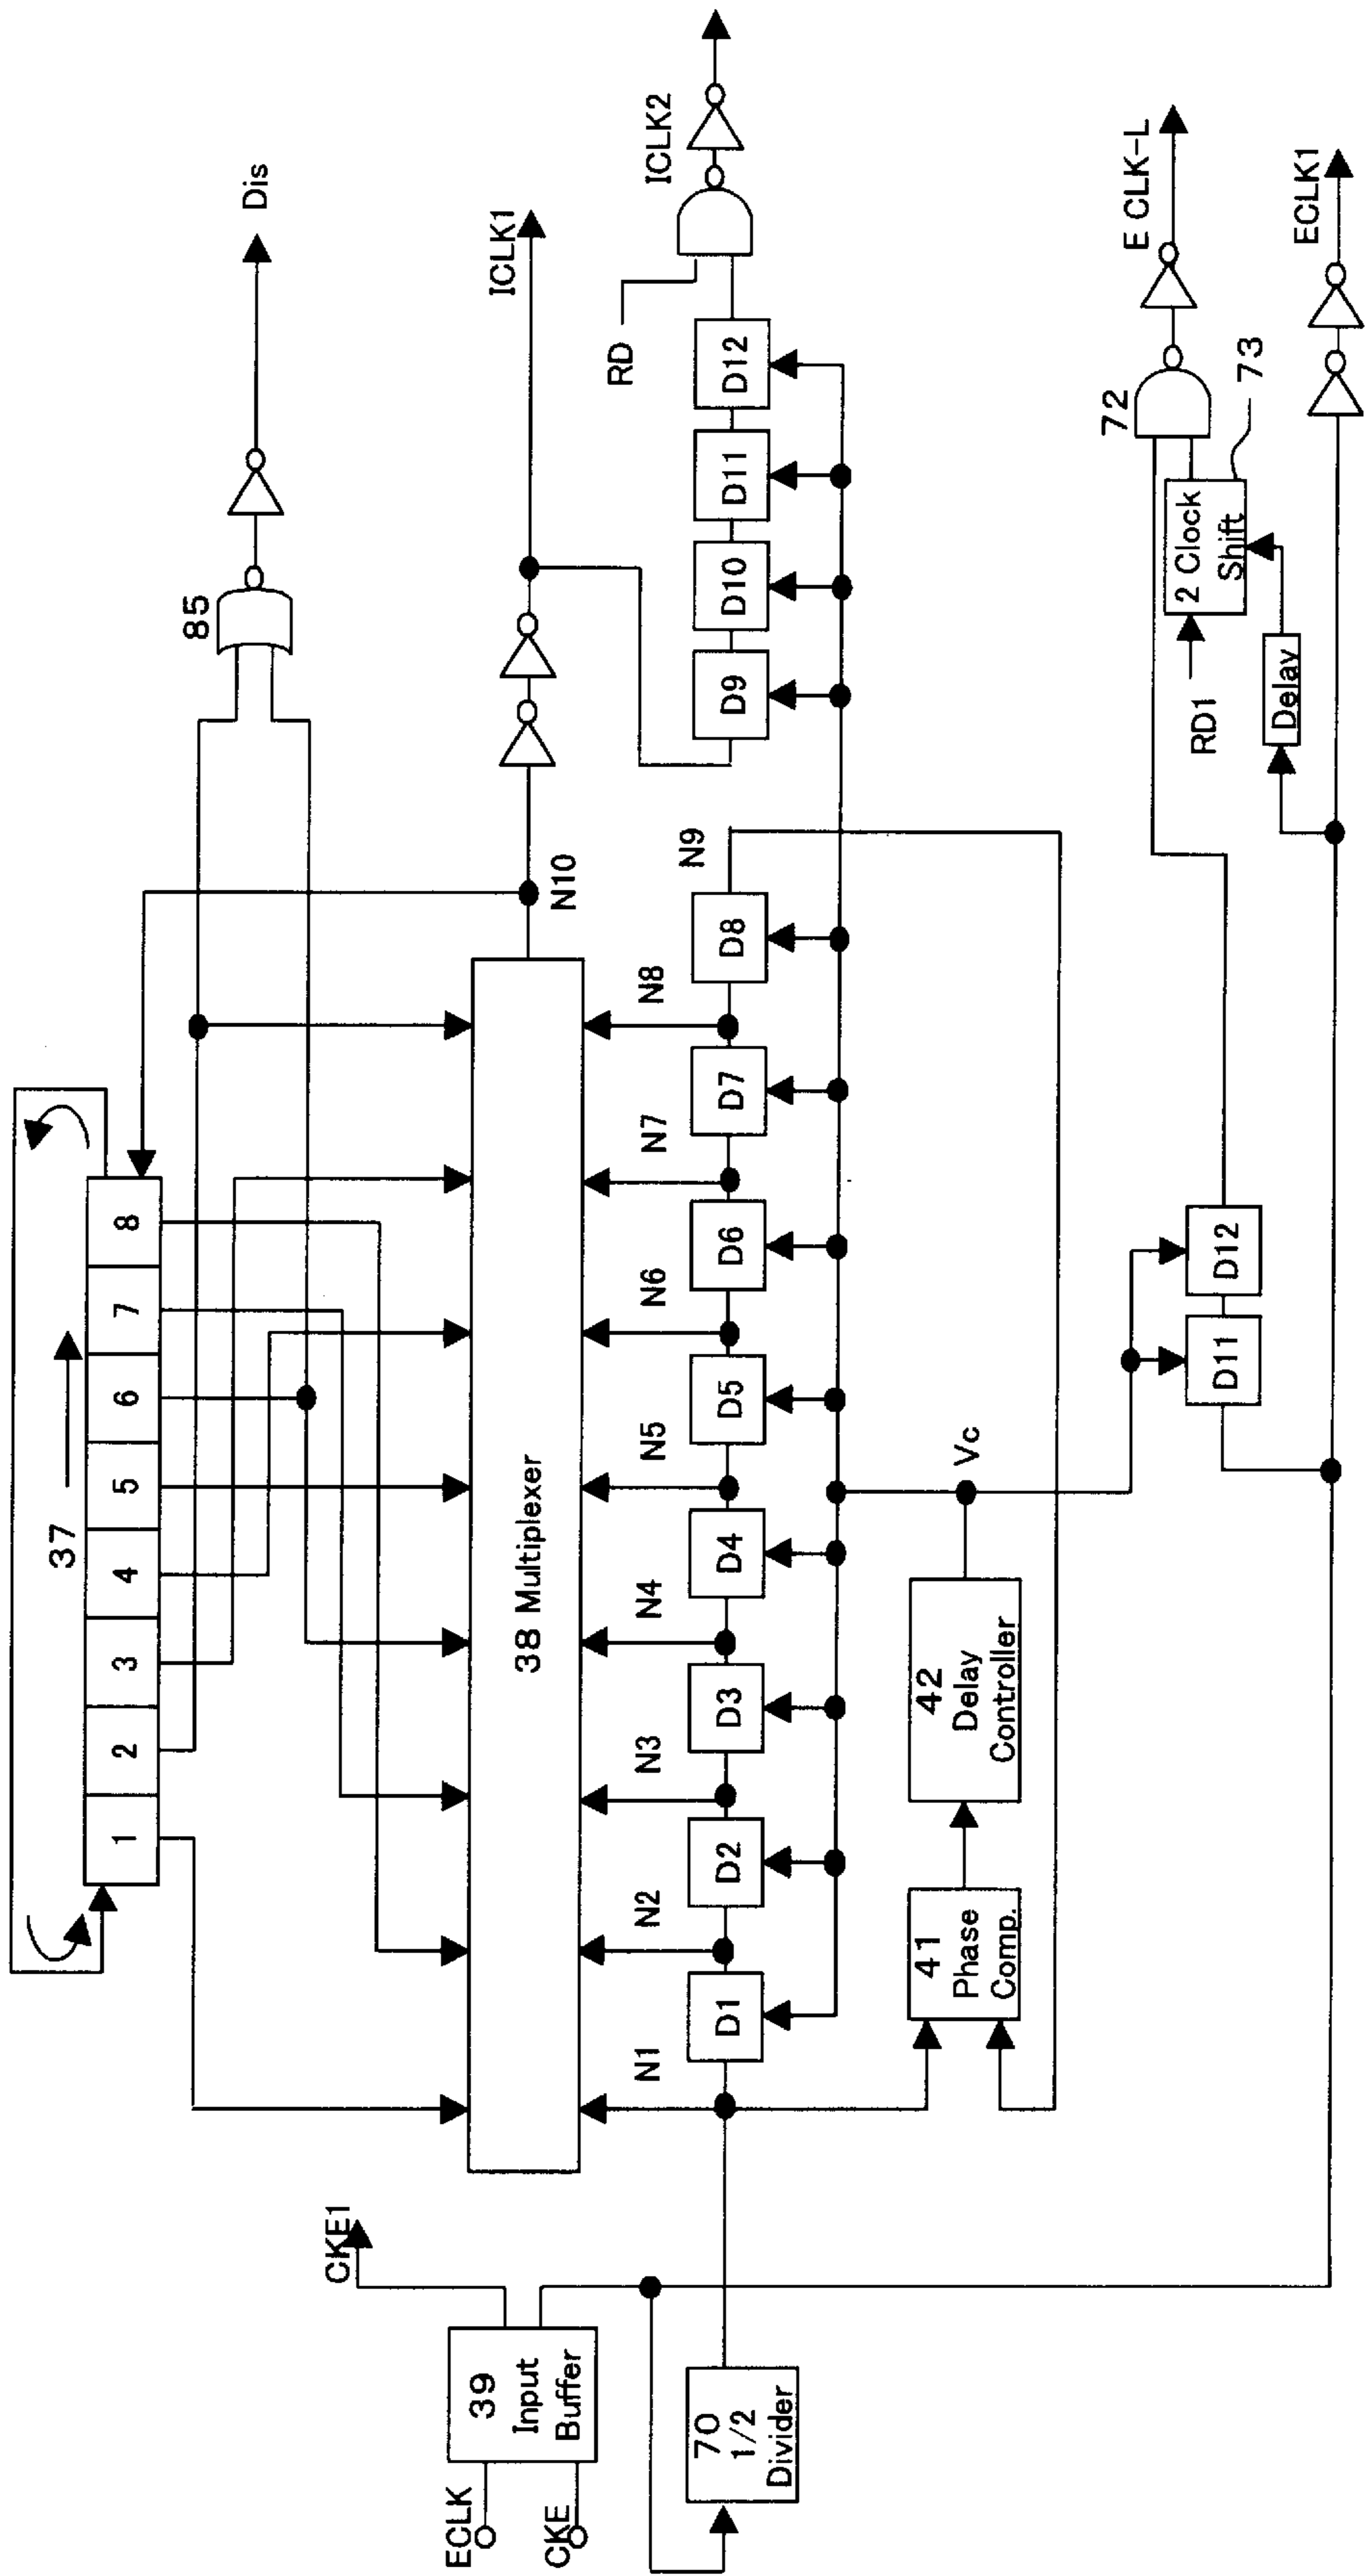 37
1
2
3
4
5
6
7
8
85
Dis
38 Multiplexer
N10
ICLK1
CKE1
ECLK
CKE
39
Input
Buffer
70
1/2
Divider
N1
N2
N3
N4
N5
N6
N7
N8
N9
D1
D2
D3
D4
D5
D6
D7
D8
D9
D10
D11
D12
RD
ICLK2
41
Phase
Comp.
42
Delay
Controller
Vc
D11
D12
RD1
2 Clock
Shift
73
72
E CLK-L
Delay
ECLK1